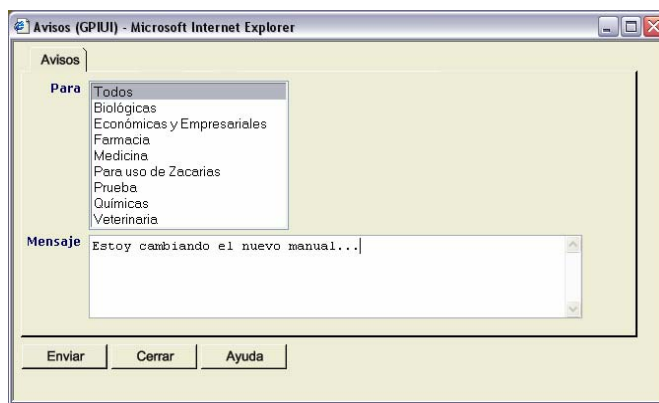 Avisos (GPIUI) - Microsoft Internet Explorer
Avisos
Para
Todos
Biológicas
Económicas y Empresariales
Farmacia
Medicina
Para uso de Zacarias
Prueba
Químicas
Veterinaria
Mensaje
Estoy cambiando el nuevo manual...
Enviar Cerrar Ayuda